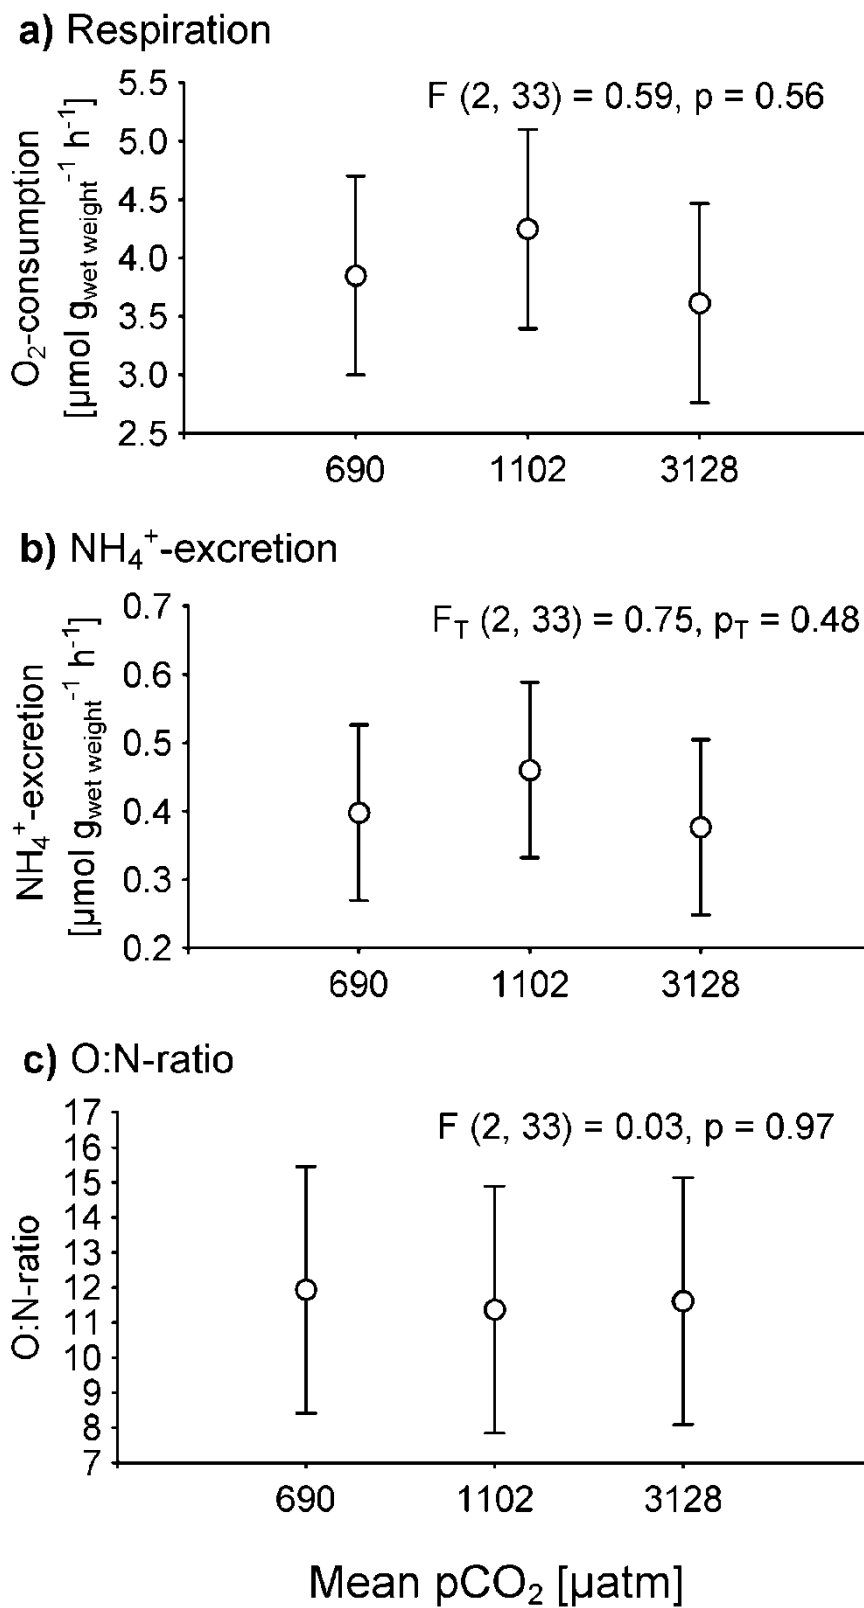 a) Respiration
F (2, 33) = 0.59, p = 0.56
O₂-consumption
[µmol g_wet weight⁻¹ h⁻¹]
5.5
5.0
4.5
4.0
3.5
3.0
2.5
690 1102 3128
b) NH₄⁺-excretion
F_T (2, 33) = 0.75, p_T = 0.48
NH₄⁺-excretion
[µmol g_wet weight⁻¹ h⁻¹]
0.7
0.6
0.5
0.4
0.3
0.2
690 1102 3128
c) O:N-ratio
F (2, 33) = 0.03, p = 0.97
O:N-ratio
17
16
15
14
13
12
11
10
9
8
7
690 1102 3128
Mean pCO₂ [µatm]